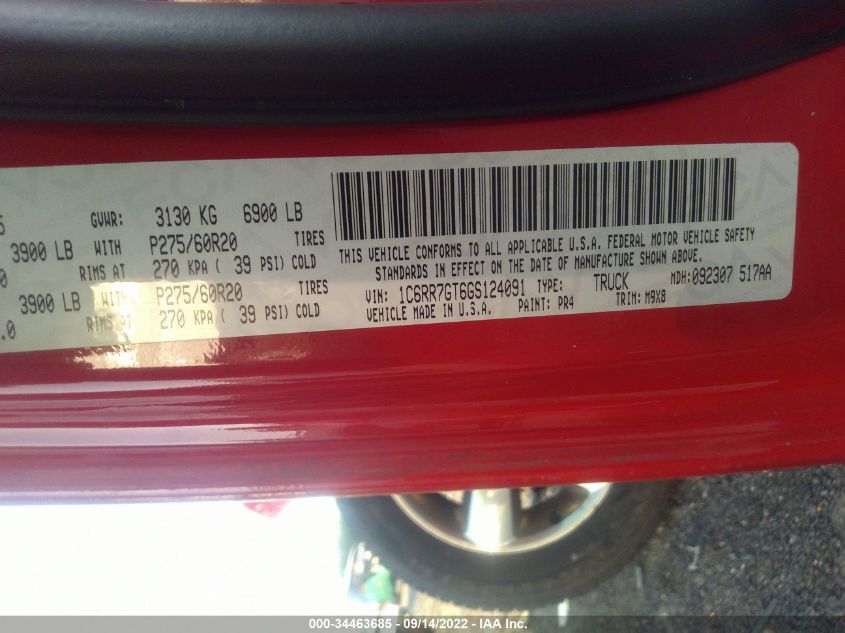 5 GVWR: 3130 KG 6900 LB
3900 LB WITH P275/60R20 TIRES
0 RIMS AT 270 KPA ( 39 PSI) COLD
3900 LB WITH P275/60R20 TIRES
.0 RIMS AT 270 KPA ( 39 PSI) COLD
THIS VEHICLE CONFORMS TO ALL APPLICABLE U.S.A. FEDERAL MOTOR VEHICLE SAFETY
STANDARDS IN EFFECT ON THE DATE OF MANUFACTURE SHOWN ABOVE.
VIN: 1C6RR7GT6GS124091 TYPE: TRUCK MDH:092307 517AA
VEHICLE MADE IN U.S.A. PAINT: PR4 TRIM: M9X8
000-34463685 - 09/14/2022 - IAA Inc.